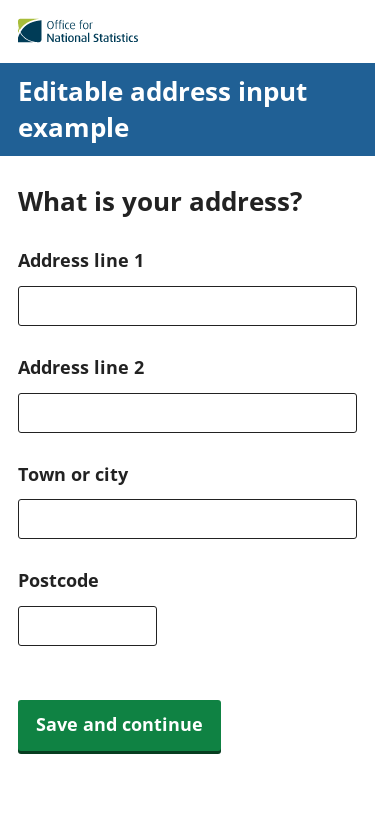 Office for
National Statistics
Editable address input
example
What is your address?
Address line 1
Address line 2
Town or city
Postcode
Save and continue